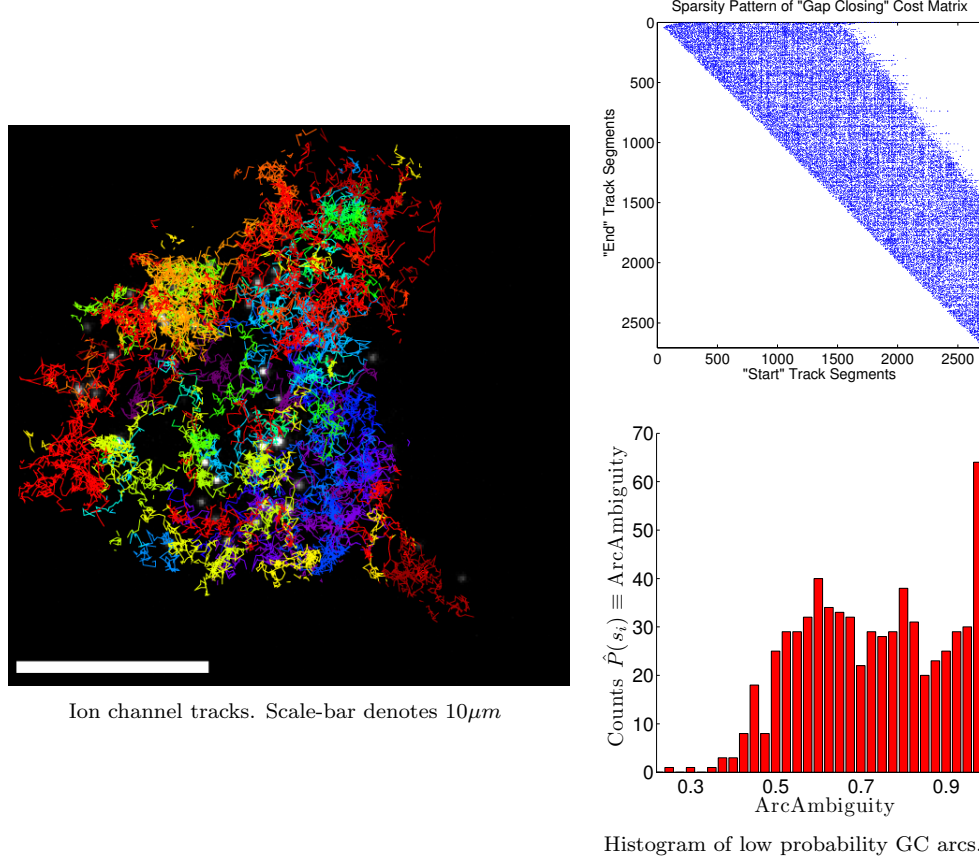 Sparsity Pattern of "Gap Closing" Cost Matrix
0
500
1000
1500
2000
2500
"End" Track Segments
0 500 1000 1500 2000 2500
"Start" Track Segments
Ion channel tracks. Scale-bar denotes 10μm
70
60
50
40
30
20
10
0
Counts P̂(s_i) ≡ ArcAmbiguity
0.3 0.5 0.7 0.9
ArcAmbiguity
Histogram of low probability GC arcs.